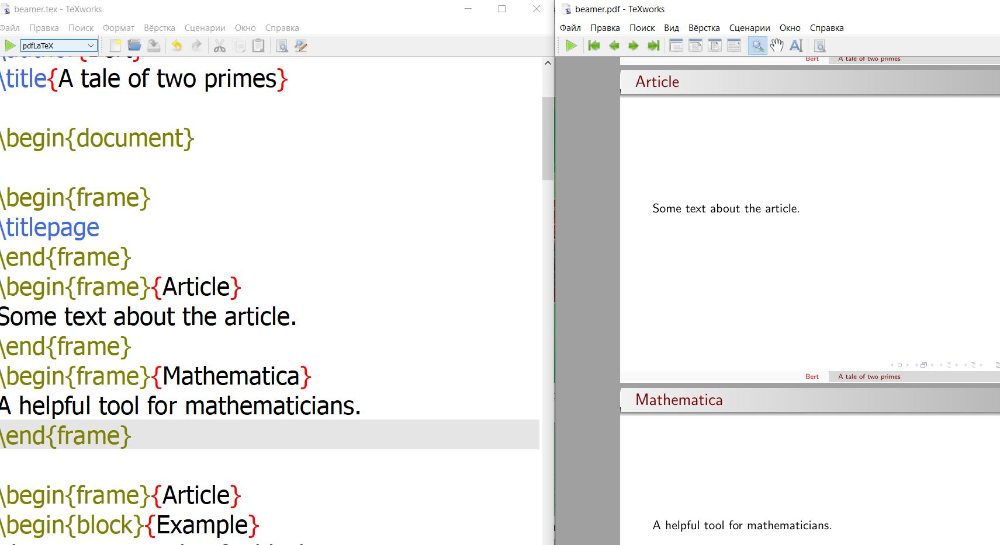 beamer.tex - TeXworks
Файл Правка Поиск Формат Вёрстка Сценарии Окно Справка
pdfLaTeX
\author{Bert}
\title{A tale of two primes}
\begin{document}
\begin{frame}
\titlepage
\end{frame}
\begin{frame}{Article}
Some text about the article.
\end{frame}
\begin{frame}{Mathematica}
A helpful tool for mathematicians.
\end{frame}
\begin{frame}{Article}
\begin{block}{Example}
beamer.pdf - TeXworks
Файл Правка Поиск Вид Вёрстка Сценарии Окно Справка
Bert A tale of two primes
Article
Some text about the article.
Bert A tale of two primes
Mathematica
A helpful tool for mathematicians.